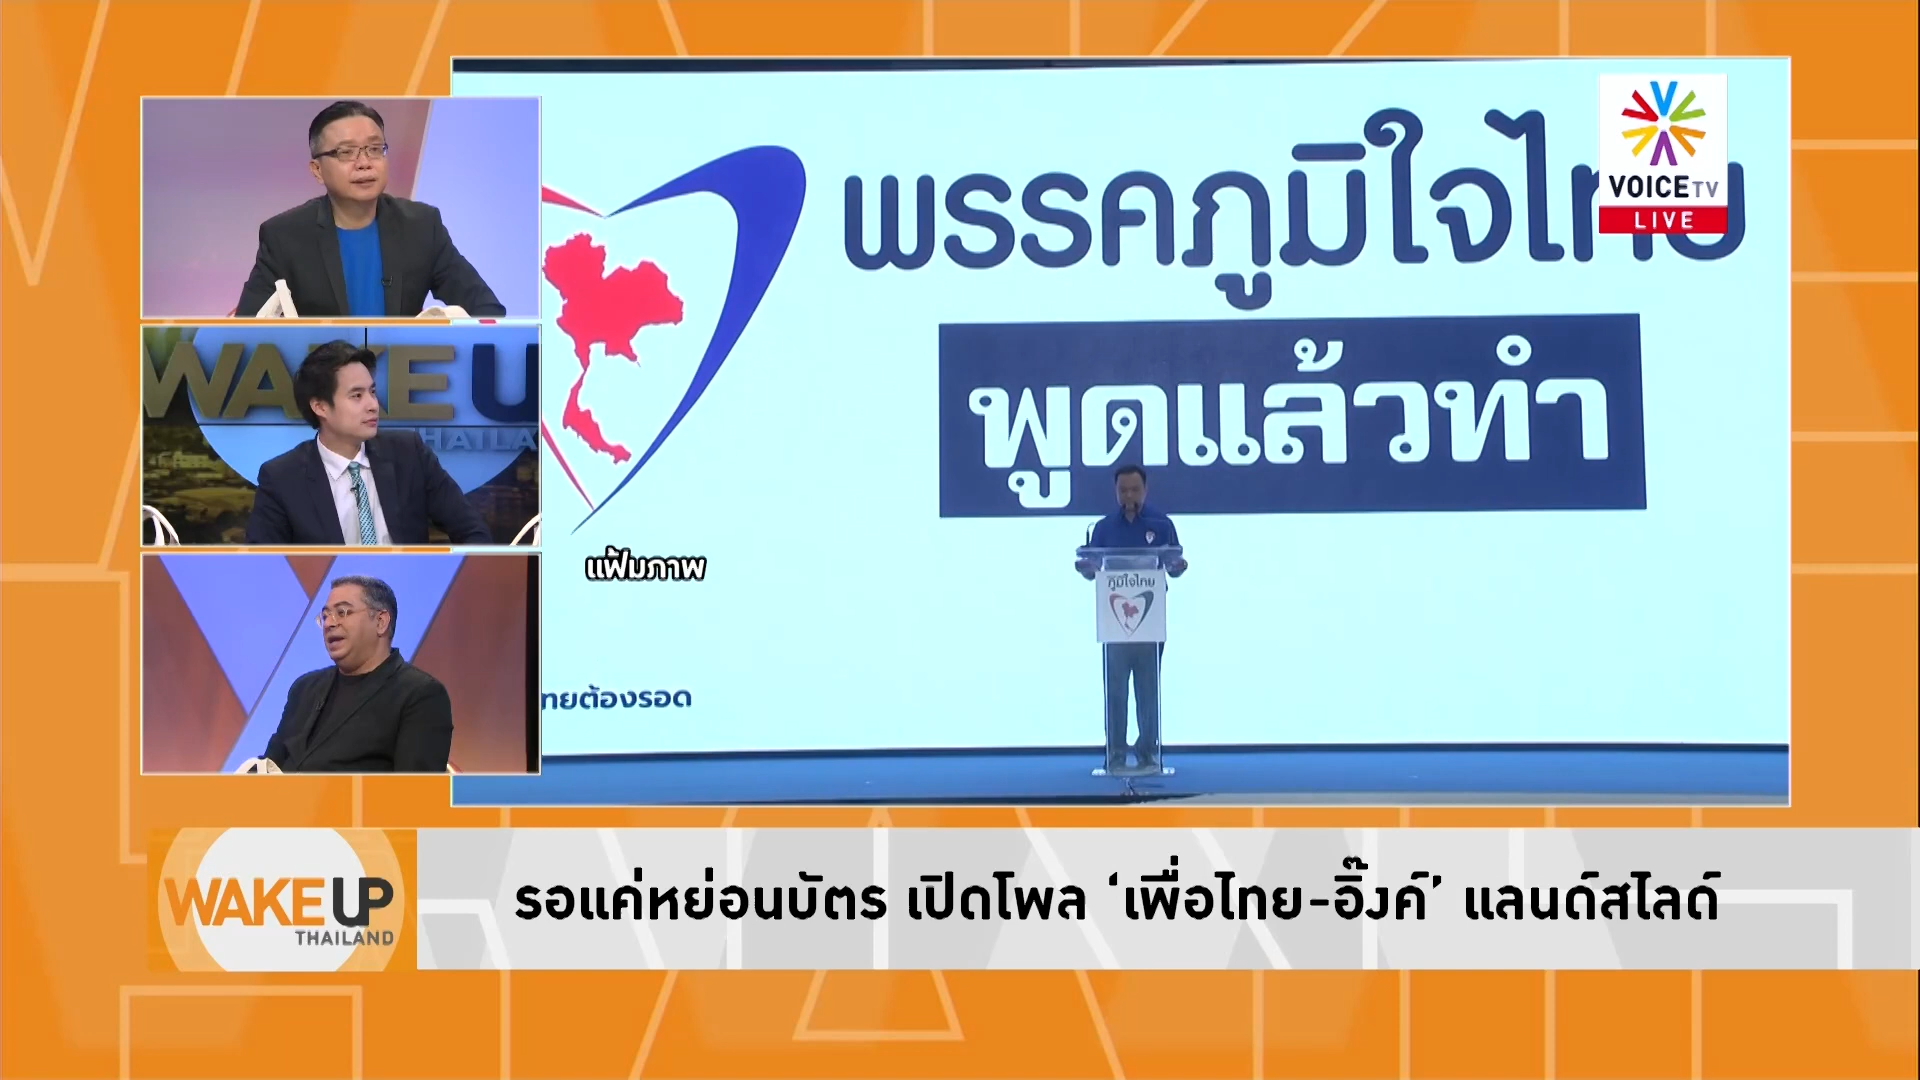 พรรคภูมิใจไทย
พูดแล้วทำ
VOICE TV
LIVE
WAKE U
THAILA
ภูมิใจไทย
แฟ้มภาพ
ทยต้องรอด
WAKE UP
THAILAND
รอแค่หย่อนบัตร เปิดโพล ‘เพื่อไทย-อิ๊งค์’ แลนด์สไลด์